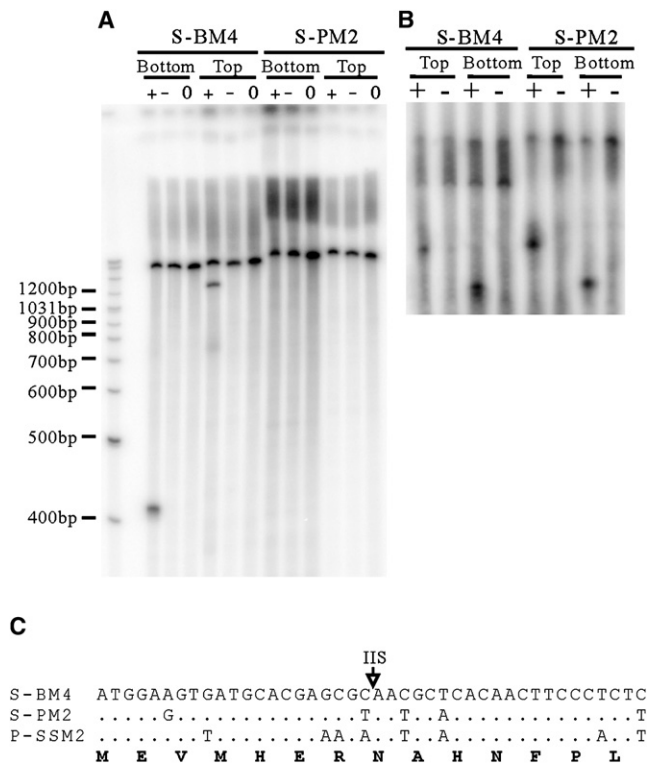 A
S-BM4 S-PM2
Bottom Top Bottom Top
+ - 0 + - 0 + - 0 + - 0
1200bp
1031bp
900bp
800bp
700bp
600bp
500bp
400bp
B
S-BM4 S-PM2
Top Bottom Top Bottom
+ - + - + - + -
C
IIS
S-BM4 ATGGAAGTGATGCACGAGCGCAACGCTCACAACTTCCCTCTC
S-PM2 .....G..............T..T..A..............T
P-SSM2 ........T........AA.A..T..A...........A..T
M E V M H E R N A H N F P L